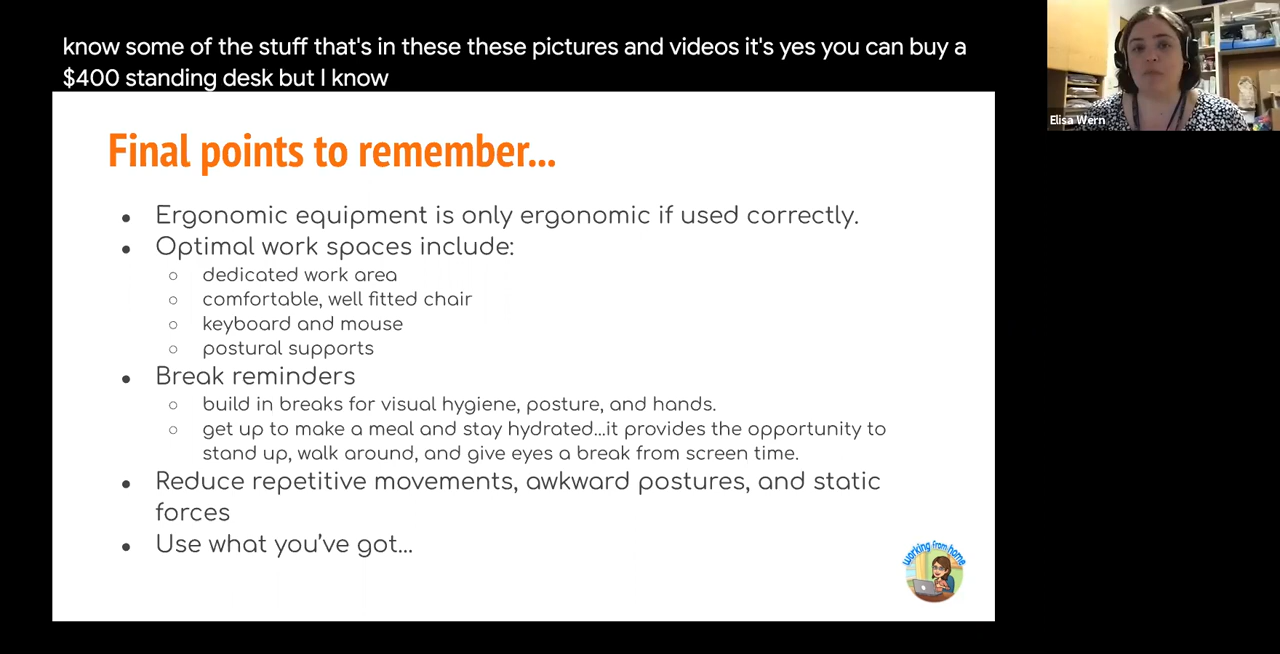 know some of the stuff that's in these these pictures and videos it's yes you can buy a
$400 standing desk but I know
Elisa Wern
Final points to remember...
● Ergonomic equipment is only ergonomic if used correctly.
● Optimal work spaces include:
○ dedicated work area
○ comfortable, well fitted chair
○ keyboard and mouse
○ postural supports
● Break reminders
○ build in breaks for visual hygiene, posture, and hands.
○ get up to make a meal and stay hydrated...it provides the opportunity to
stand up, walk around, and give eyes a break from screen time.
● Reduce repetitive movements, awkward postures, and static
forces
● Use what you've got...
working from home